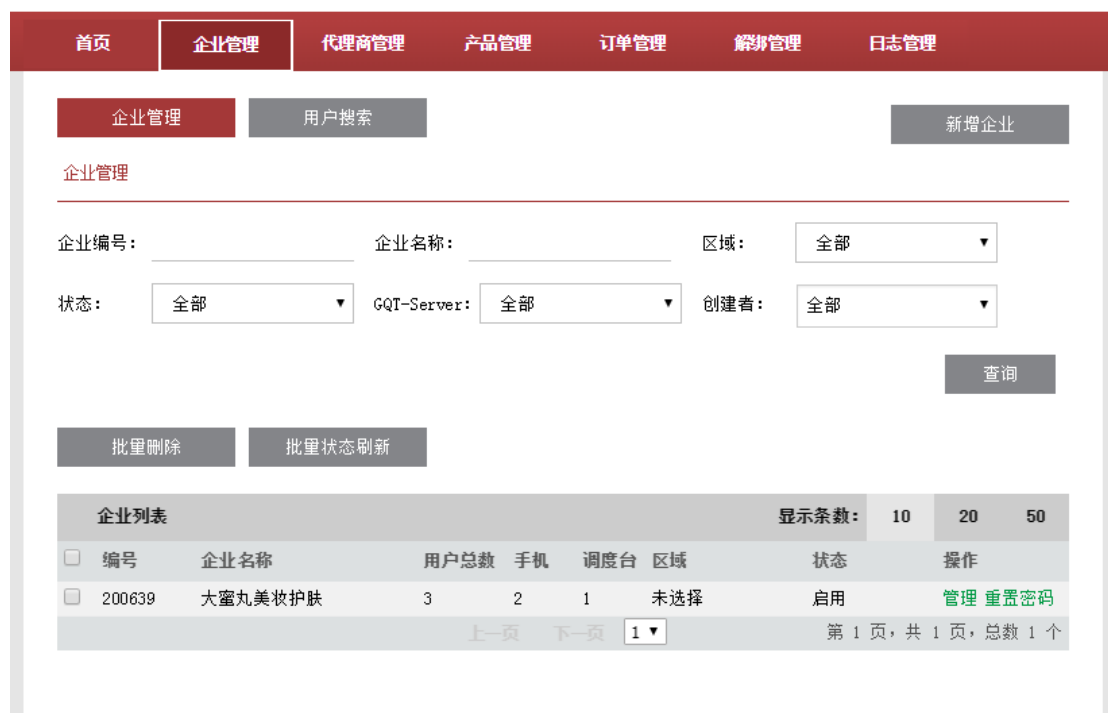 首页 企业管理 代理商管理 产品管理 订单管理 解绑管理 日志管理
企业管理 用户搜索 新增企业
企业管理
企业编号: 企业名称: 区域: 全部
状态: 全部 GQT-Server: 全部 创建者: 全部
查询
批量删除 批量状态刷新
企业列表 显示条数: 10 20 50
编号 企业名称 用户总数 手机 调度台 区域 状态 操作
200639 大蜜丸美妆护肤 3 2 1 未选择 启用 管理 重置密码
上一页 下一页 1 第 1 页,共 1 页,总数 1 个